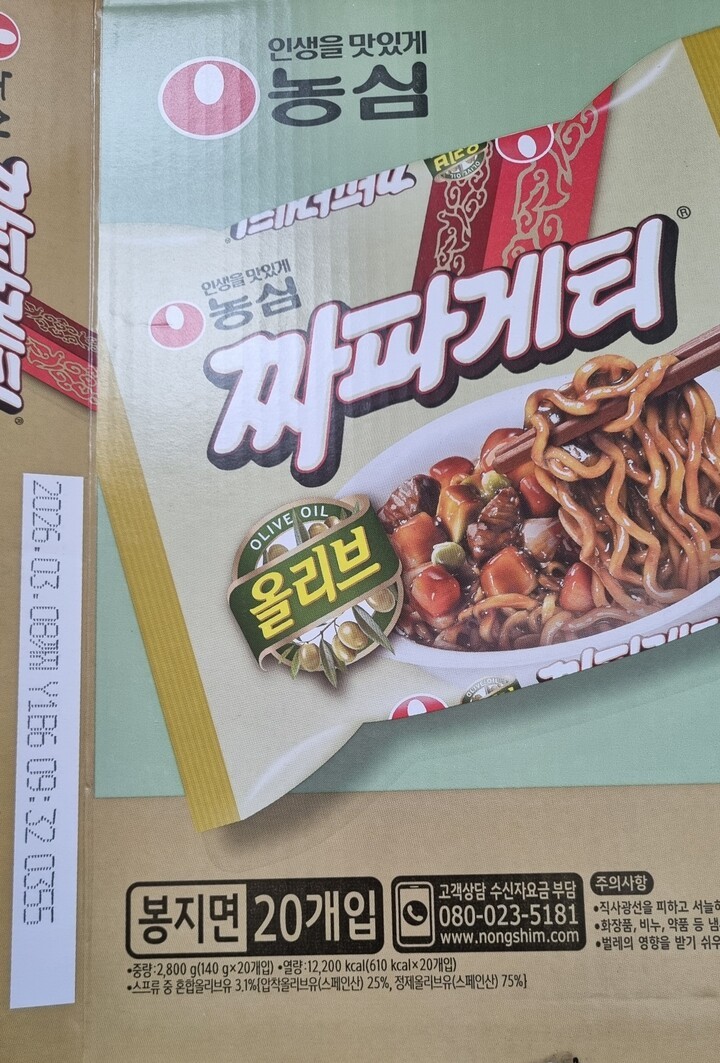 인생을 맛있게
농심
인생을 맛있게
농심
짜파게티®
OLIVE OIL
올리브
짜파게티
2026.03.08까지 Y1B6 09:32 0355
봉지면 20개입
고객상담 수신자요금 부담
080-023-5181
www.nongshim.com
•중량:2,800 g(140 g×20개입) •열량:12,200 kcal(610 kcal×20개입)
•스프류 중 혼합올리브유 3.1%{압착올리브유(스페인산) 25%, 정제올리브유(스페인산) 75%}
주의사항
•직사광선을 피하고 서늘하
•화장품, 비누, 약품 등 냄
•벌레의 영향을 받기 쉬우